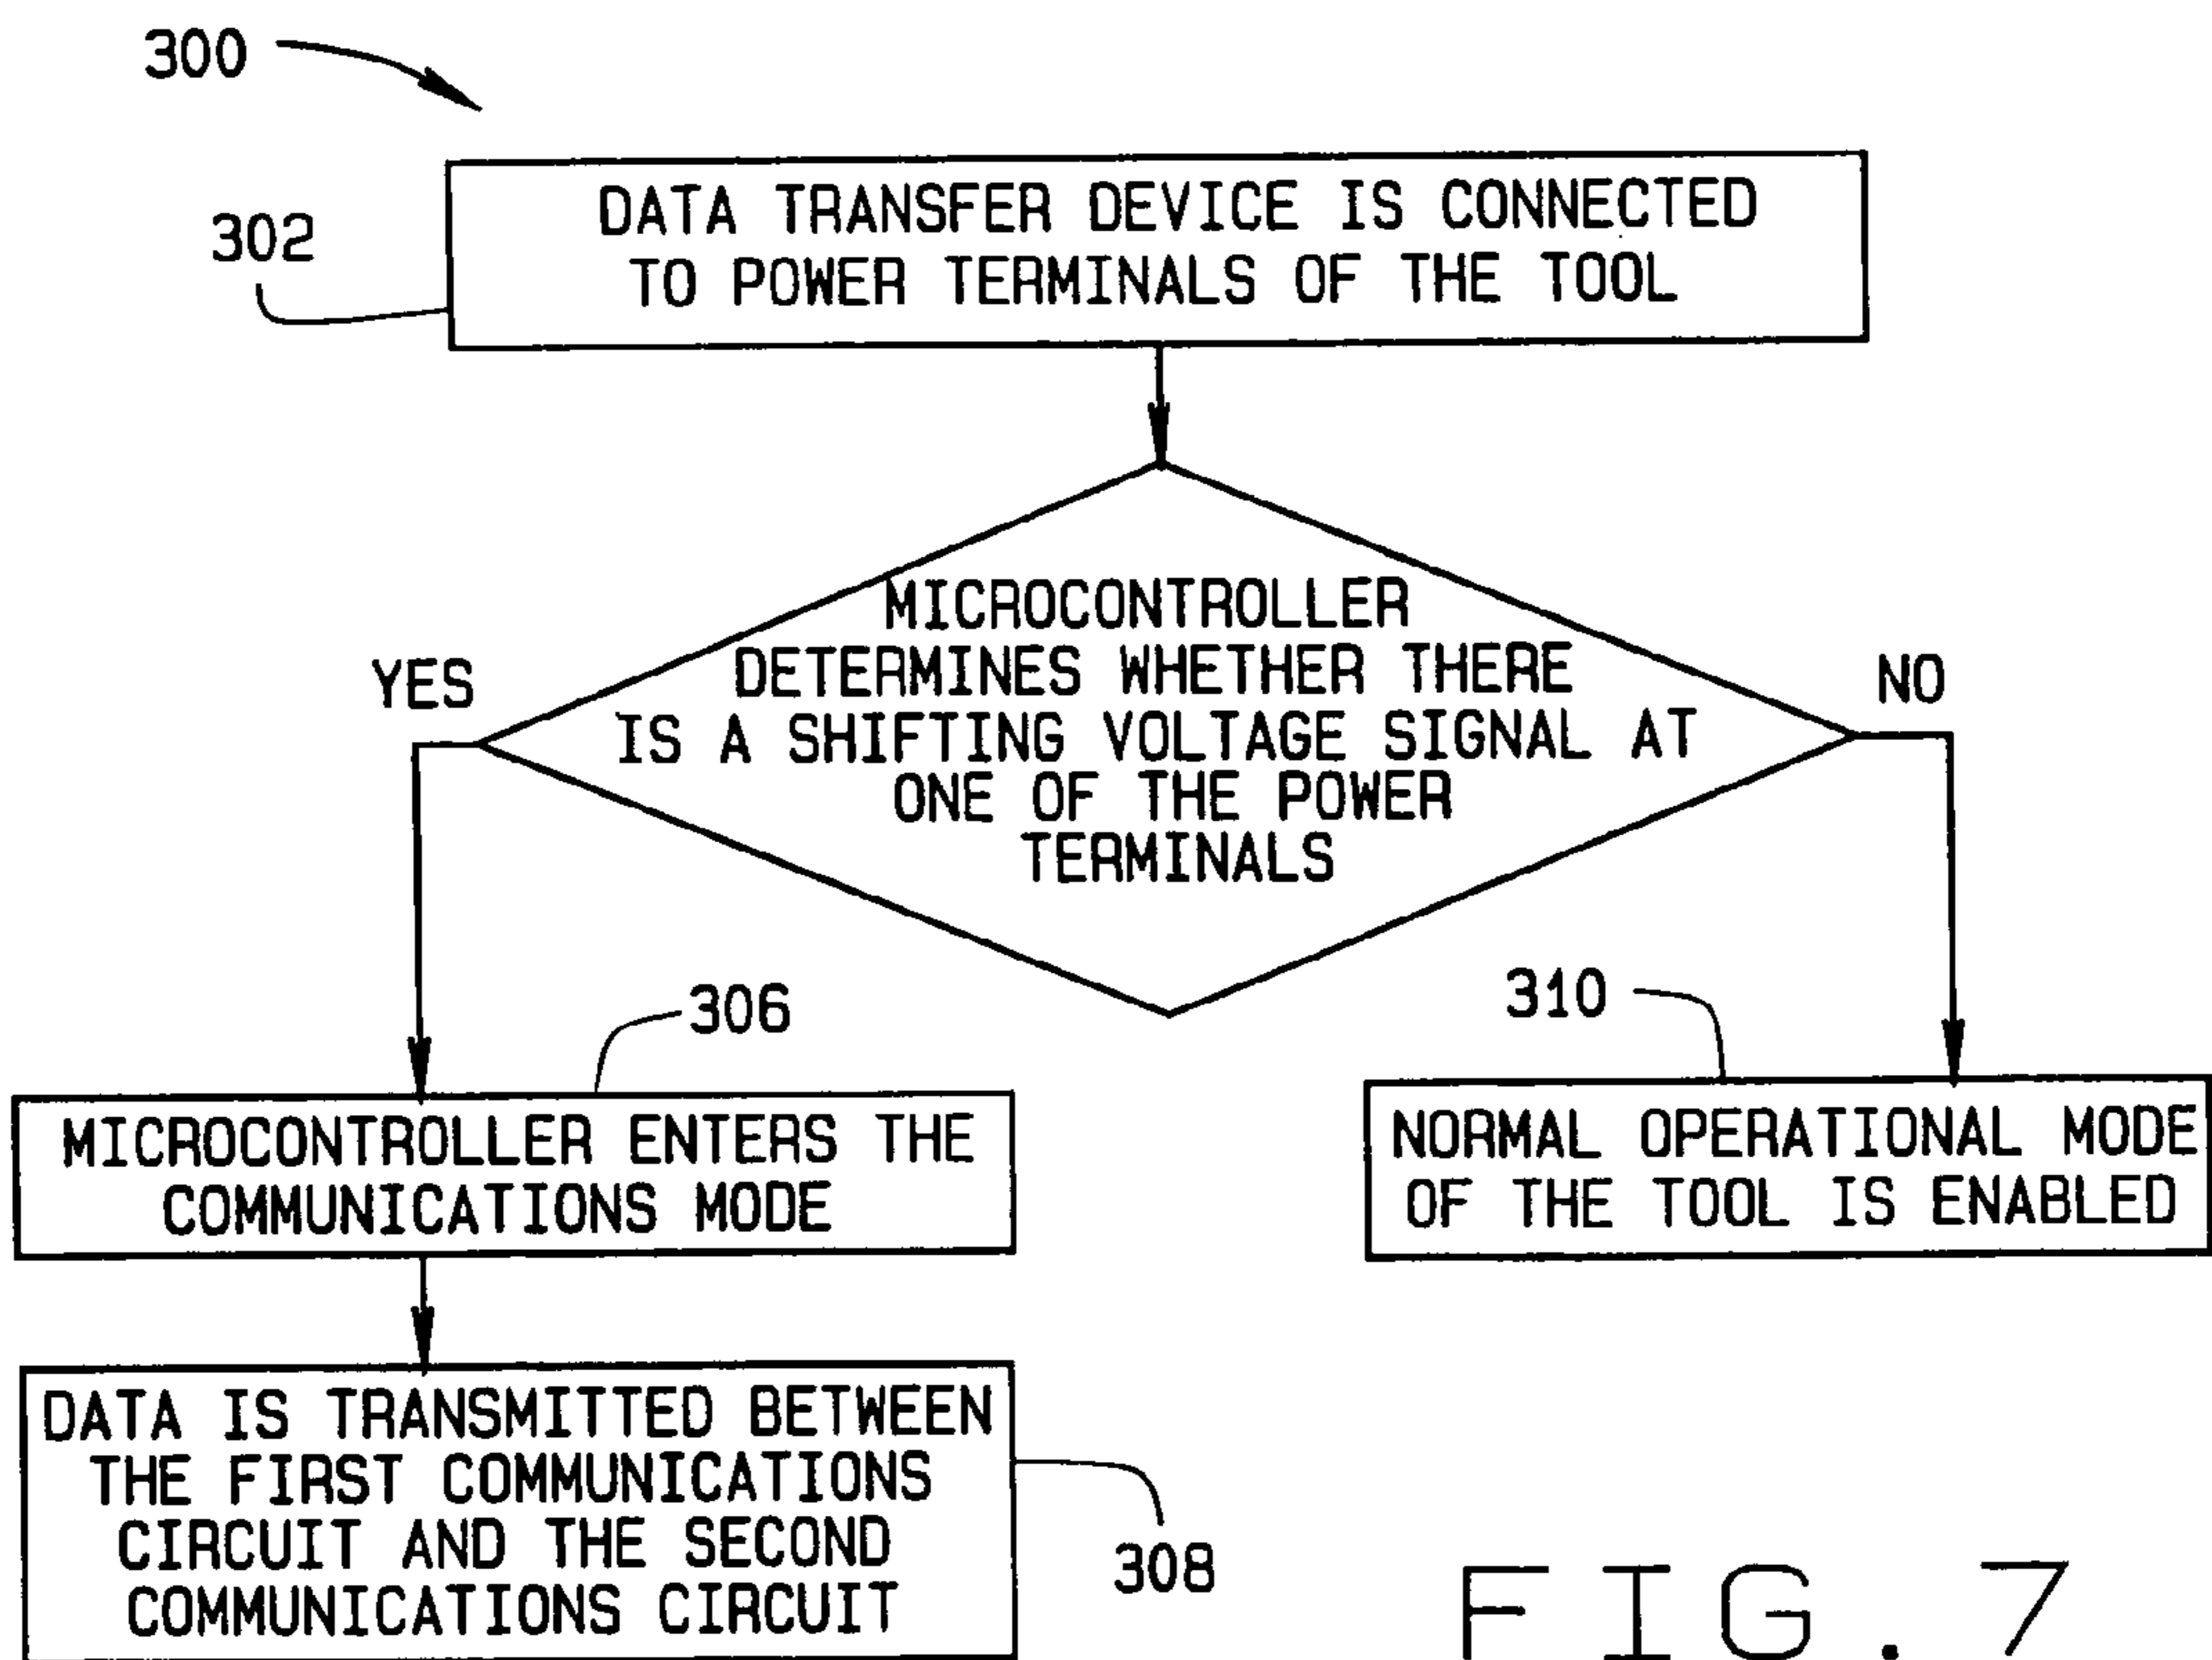 300
302
DATA TRANSFER DEVICE IS CONNECTED
TO POWER TERMINALS OF THE TOOL
MICROCONTROLLER
DETERMINES WHETHER THERE
IS A SHIFTING VOLTAGE SIGNAL AT
ONE OF THE POWER
TERMINALS
YES
NO
306
310
MICROCONTROLLER ENTERS THE
COMMUNICATIONS MODE
NORMAL OPERATIONAL MODE
OF THE TOOL IS ENABLED
DATA IS TRANSMITTED BETWEEN
THE FIRST COMMUNICATIONS
CIRCUIT AND THE SECOND
COMMUNICATIONS CIRCUIT
308
FIG. 7